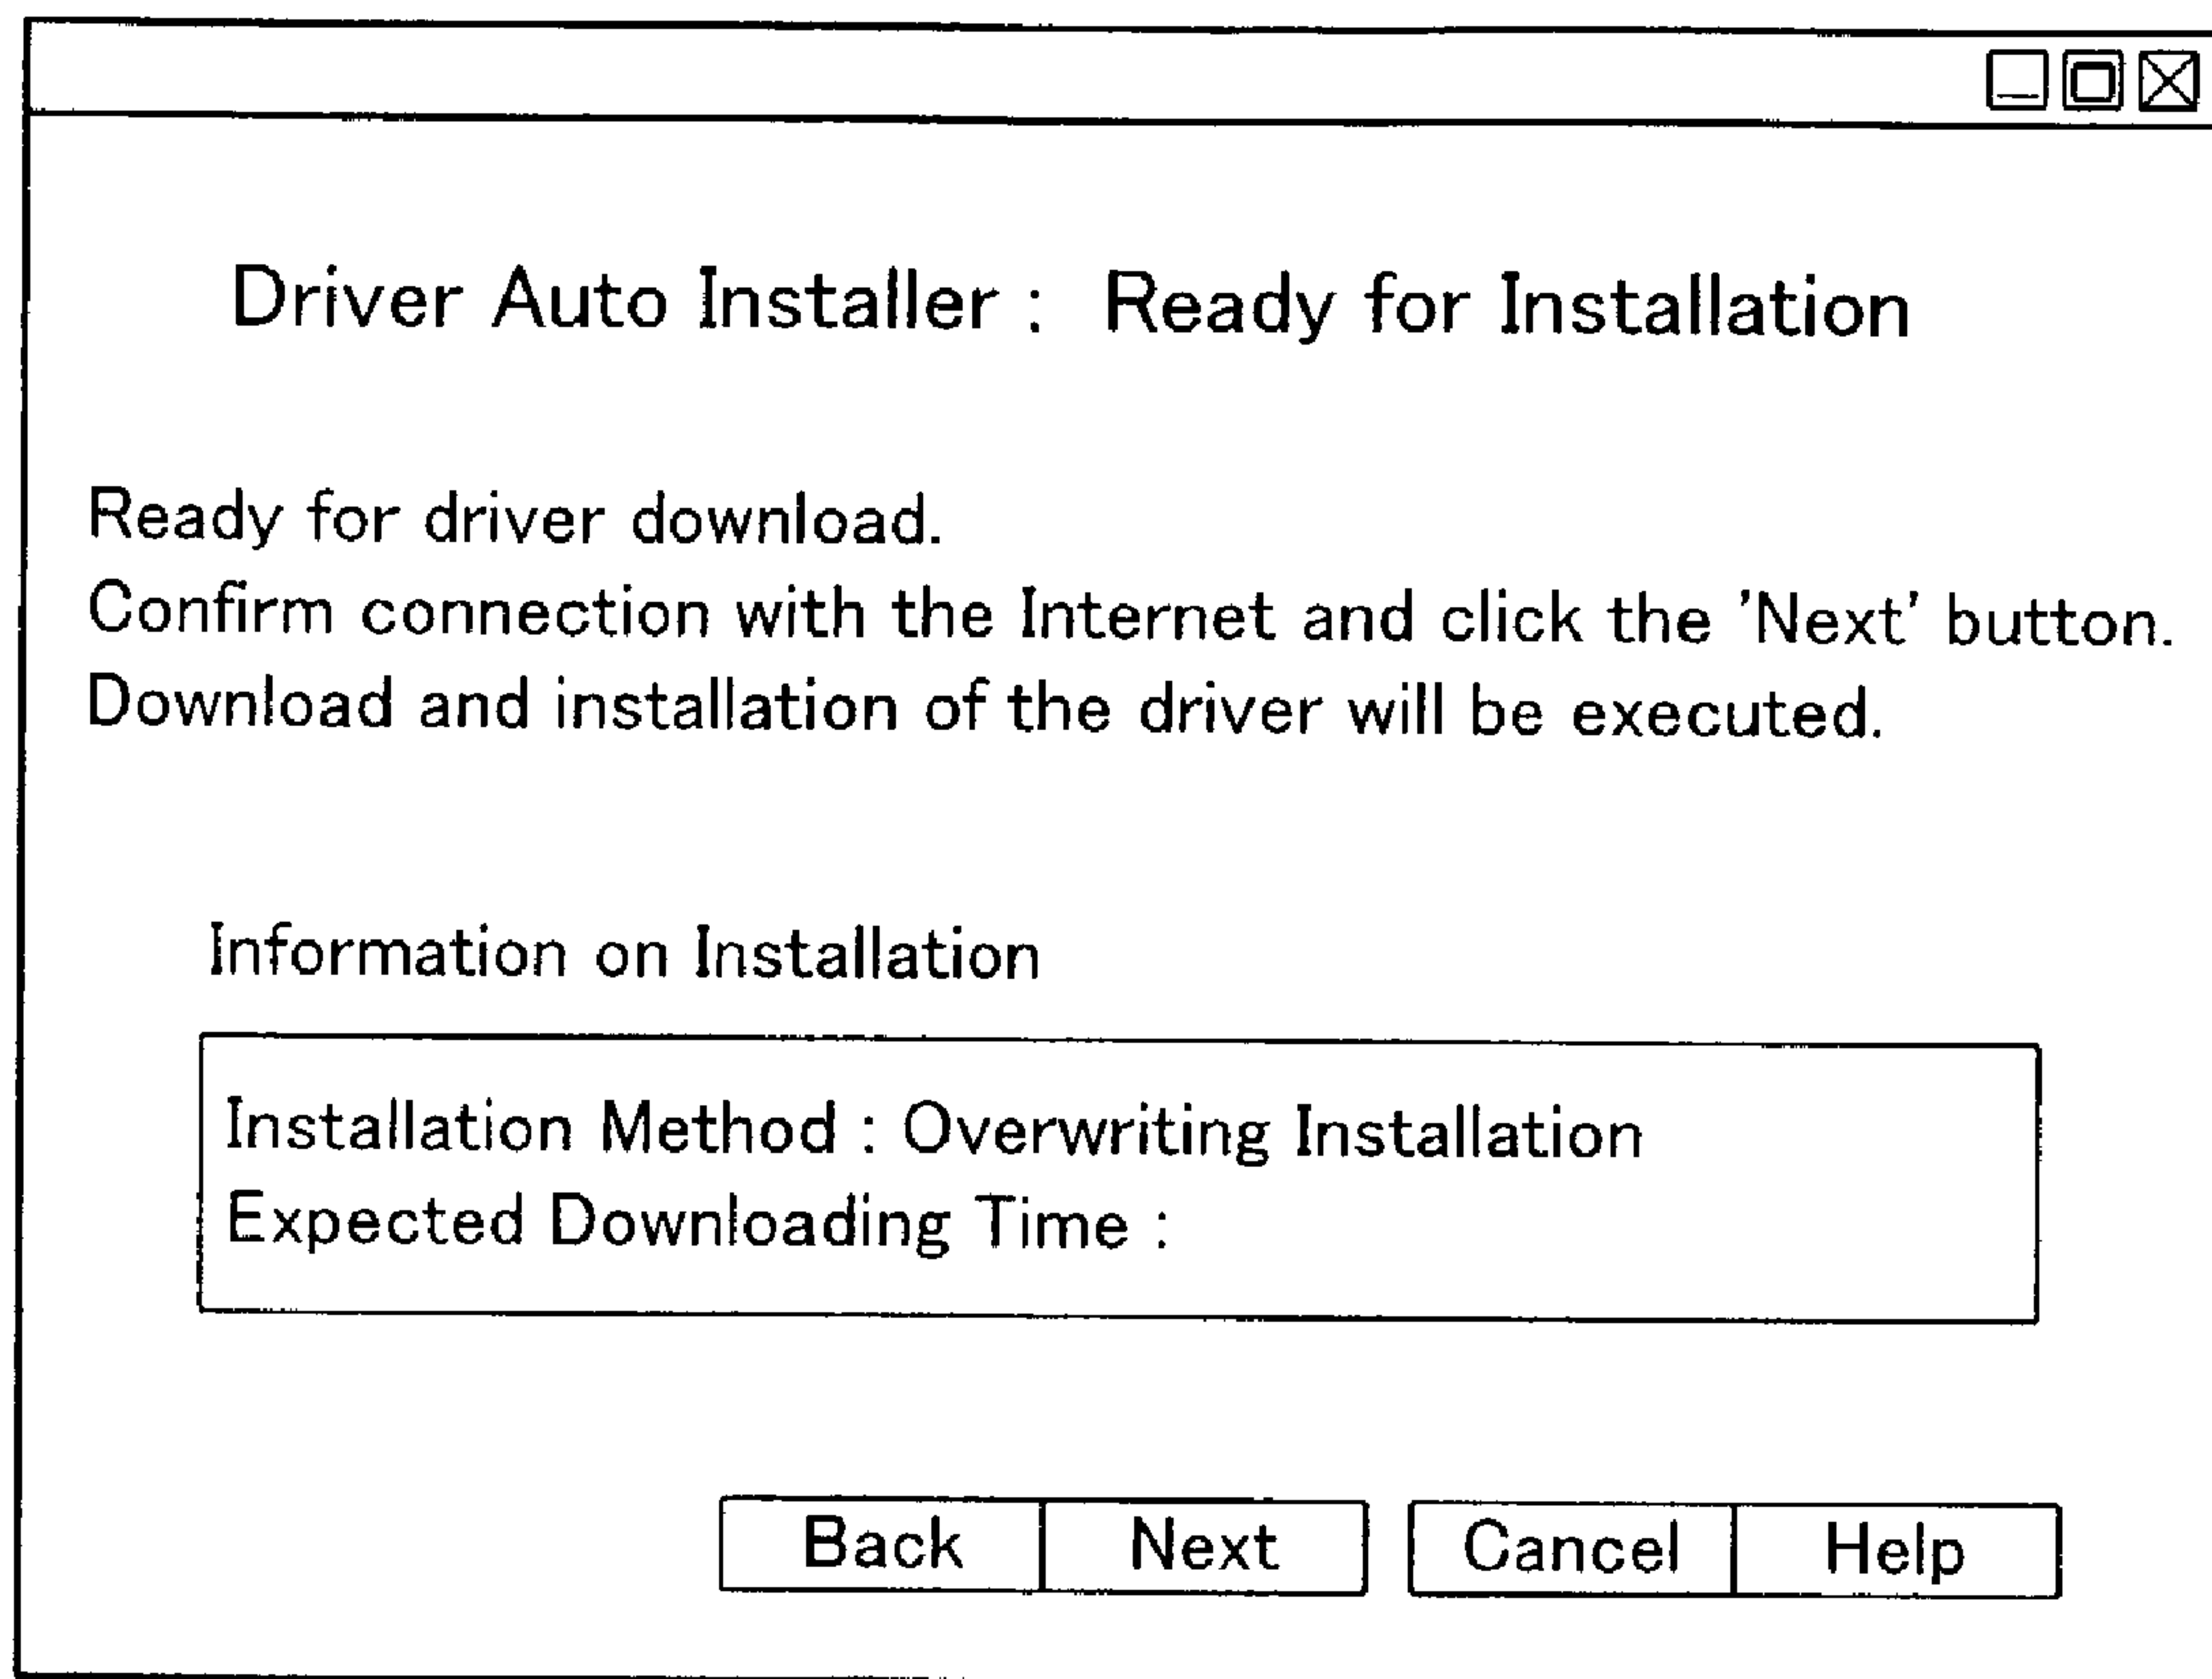 Driver Auto Installer : Ready for Installation
Ready for driver download.
Confirm connection with the Internet and click the 'Next' button.
Download and installation of the driver will be executed.
Information on Installation
Installation Method : Overwriting Installation
Expected Downloading Time :
Back Next Cancel Help